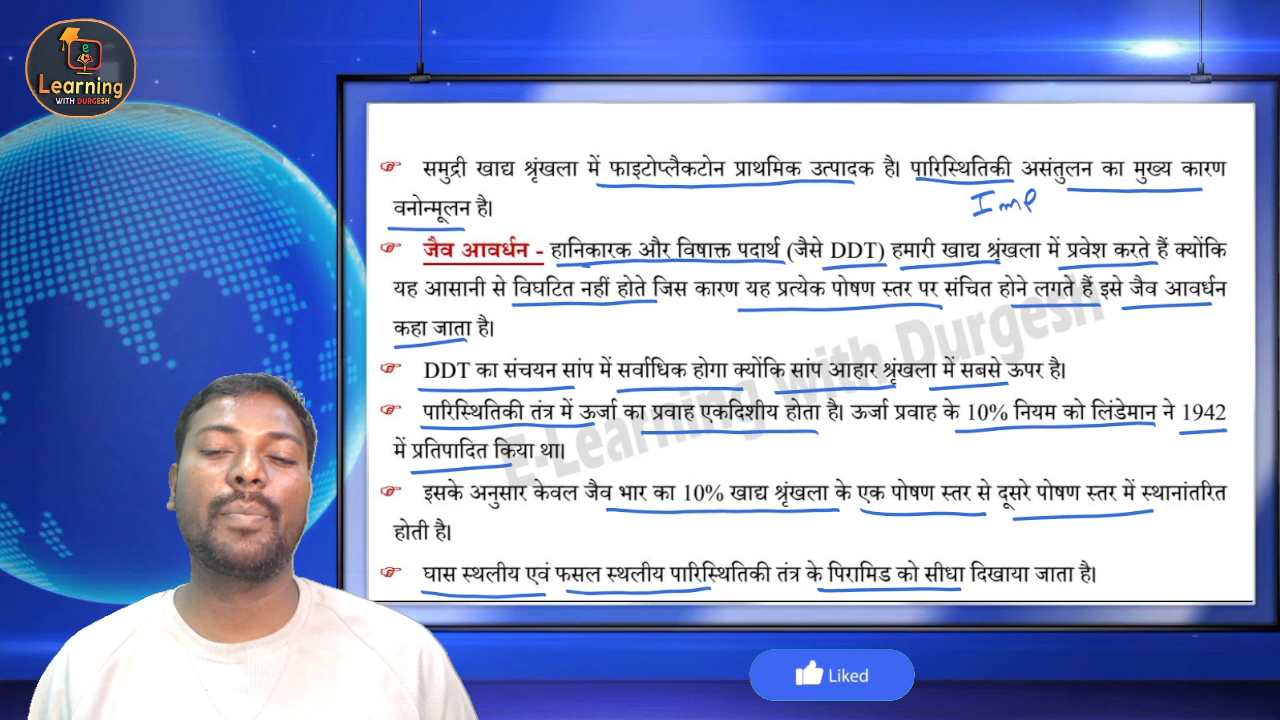 e
Learning
WITH DURGESH
समुद्री खाद्य श्रृंखला में फाइटोप्लैकटोन प्राथमिक उत्पादक है। पारिस्थितिकी असंतुलन का मुख्य कारण
वनोन्मूलन है।
Imp
जैव आवर्धन - हानिकारक और विषाक्त पदार्थ (जैसे DDT) हमारी खाद्य श्रृंखला में प्रवेश करते हैं क्योंकि
यह आसानी से विघटित नहीं होते जिस कारण यह प्रत्येक पोषण स्तर पर संचित होने लगते हैं इसे जैव आवर्धन
कहा जाता है।
DDT का संचयन सांप में सर्वाधिक होगा क्योंकि सांप आहार श्रृंखला में सबसे ऊपर है।
पारिस्थितिकी तंत्र में ऊर्जा का प्रवाह एकदिशीय होता है। ऊर्जा प्रवाह के 10% नियम को लिंडेमान ने 1942
में प्रतिपादित किया था।
इसके अनुसार केवल जैव भार का 10% खाद्य श्रृंखला के एक पोषण स्तर से दूसरे पोषण स्तर में स्थानांतरित
होती है।
घास स्थलीय एवं फसल स्थलीय पारिस्थितिकी तंत्र के पिरामिड को सीधा दिखाया जाता है।
E-Learning with Durgesh
Liked